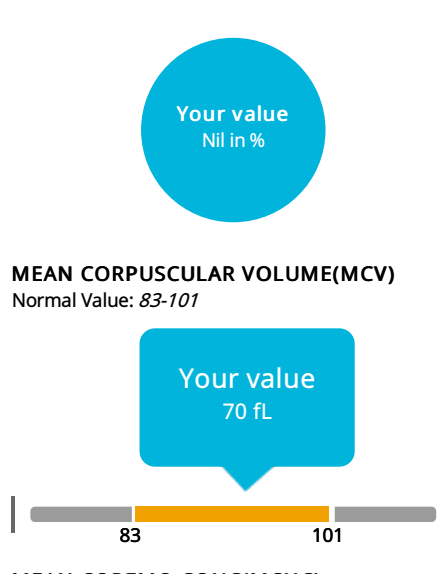 Your value
Nil in %
MEAN CORPUSCULAR VOLUME(MCV)
Normal Value: 83-101
Your value
70 fL
83 101